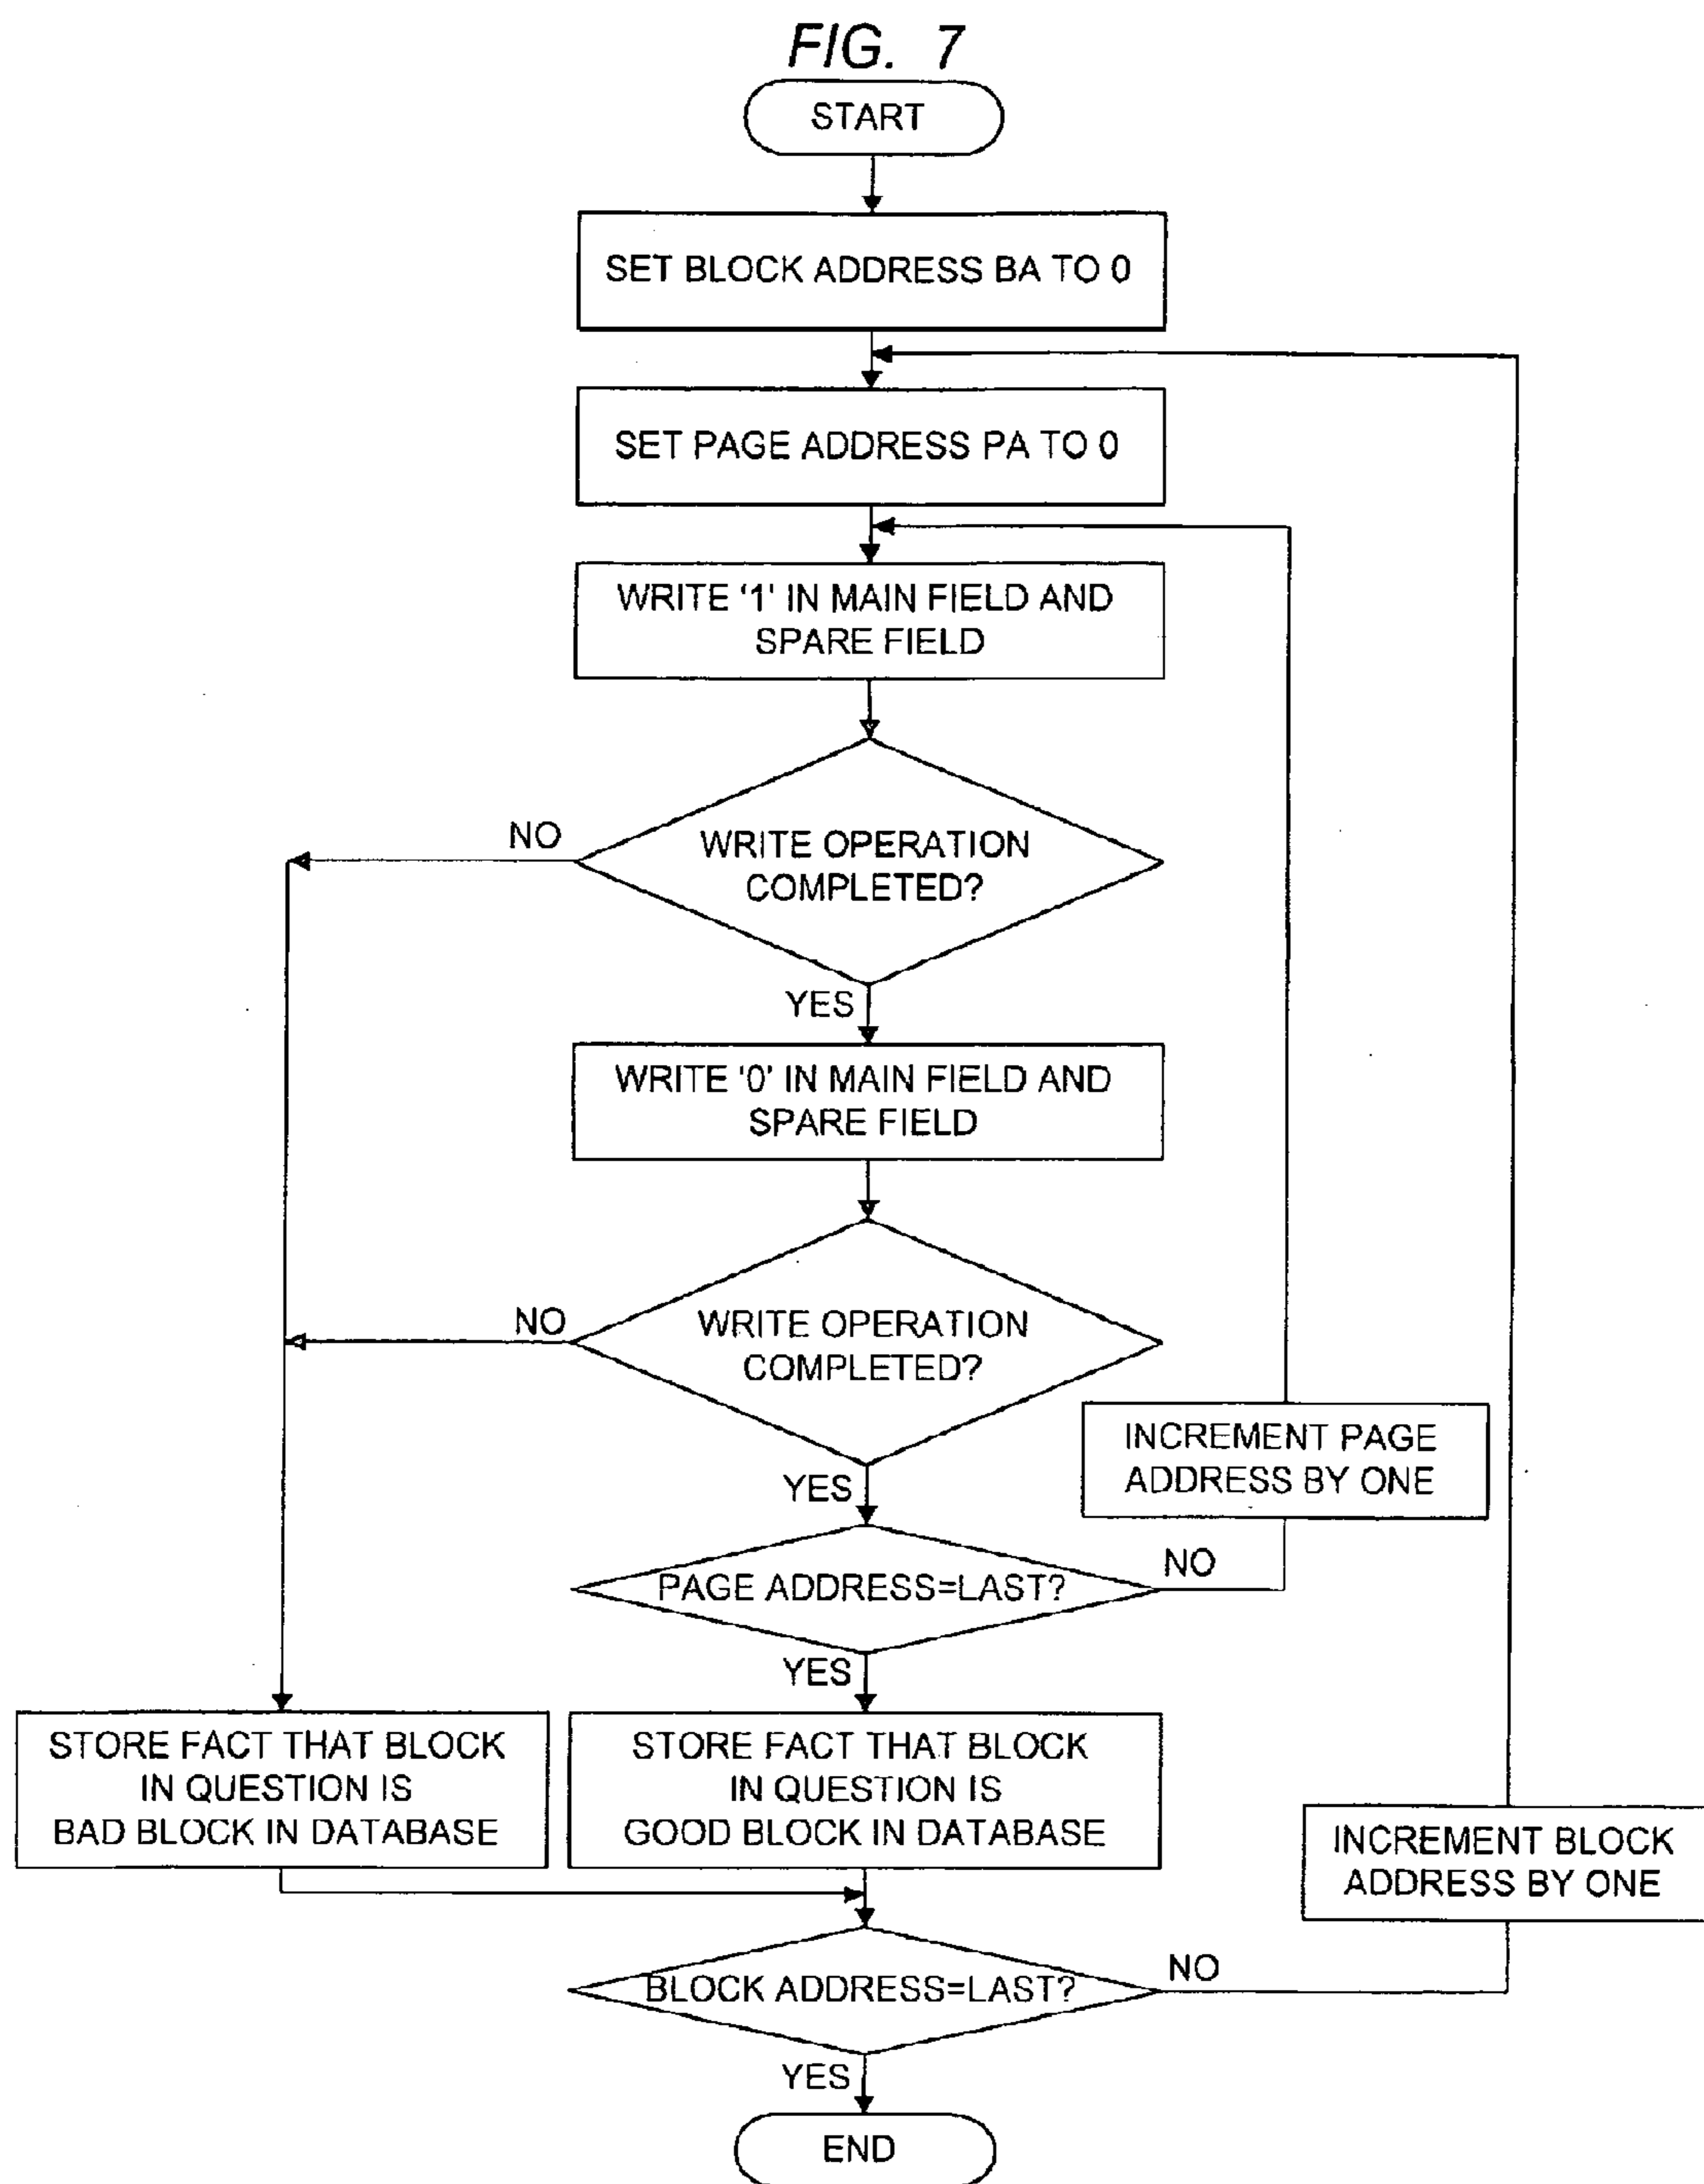 FIG. 7
START
SET BLOCK ADDRESS BA TO 0
SET PAGE ADDRESS PA TO 0
WRITE '1' IN MAIN FIELD AND
SPARE FIELD
NO
WRITE OPERATION
COMPLETED?
YES
WRITE '0' IN MAIN FIELD AND
SPARE FIELD
NO
WRITE OPERATION
COMPLETED?
INCREMENT PAGE
ADDRESS BY ONE
YES
PAGE ADDRESS=LAST?
NO
YES
STORE FACT THAT BLOCK
IN QUESTION IS
BAD BLOCK IN DATABASE
STORE FACT THAT BLOCK
IN QUESTION IS
GOOD BLOCK IN DATABASE
INCREMENT BLOCK
ADDRESS BY ONE
BLOCK ADDRESS=LAST?
NO
YES
END